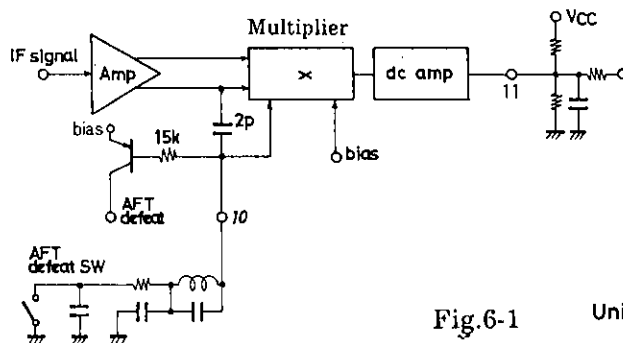 Multiplier
VCC
IF signal
Amp
×
dc amp
11
2p
bias
15k
bias
AFT
defeat
10
AFT
defeat SW
Fig.6-1
Uni